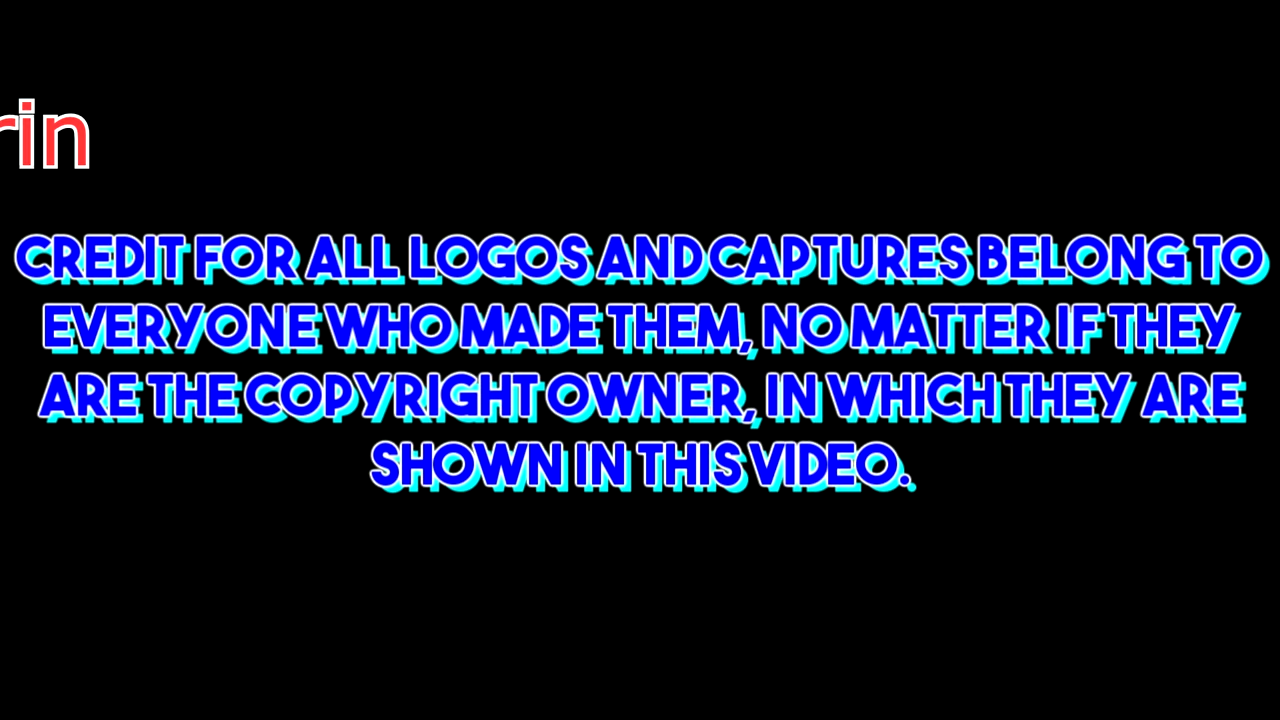 rin
CREDIT FOR ALL LOGOS AND CAPTURES BELONG TO
EVERYONE WHO MADE THEM, NO MATTER IF THEY
ARE THE COPYRIGHT OWNER, IN WHICH THEY ARE
SHOWN IN THIS VIDEO.